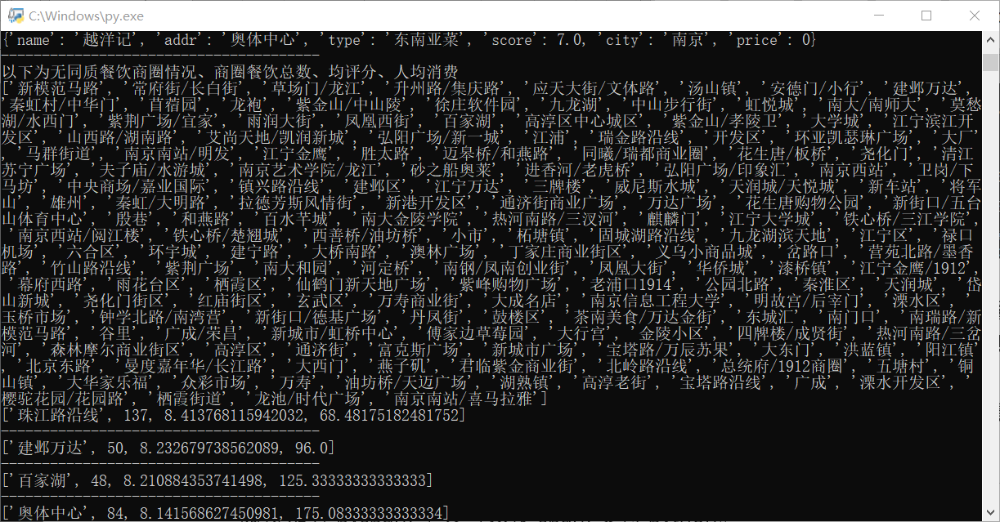 C:\Windows\py.exe
{'name': '越洋记', 'addr': '奥体中心', 'type': '东南亚菜', 'score': 7.0, 'city': '南京', 'price': 0}
---------------------------------------
以下为无同质餐饮商圈情况、商圈餐饮总数、均评分、人均消费
['新模范马路', '常府街/长白街', '草场门/龙江', '升州路/集庆路', '应天大街/文体路', '汤山镇', '安德门/小行', '建邺万达',
'秦虹村/中华门', '苜蓿园', '龙袍', '紫金山/中山陵', '徐庄软件园', '九龙湖', '中山步行街', '虹悦城', '南大/南师大', '莫愁
湖/水西门', '紫荆广场/宜家', '雨润大街', '凤凰西街', '百家湖', '高淳区中心城区', '紫金山/孝陵卫', '大学城', '江宁滨江开
发区', '山西路/湖南路', '艾尚天地/凯润新城', '弘阳广场/新一城', '江浦', '瑞金路沿线', '开发区', '环亚凯瑟琳广场', '大厂'
, '马群街道', '南京南站/明发', '江宁金鹰', '胜太路', '迈皋桥/和燕路', '同曦/瑞都商业圈', '花生唐/板桥', '尧化门', '清江
苏宁广场', '夫子庙/水游城', '南京艺术学院/龙江', '砂之船奥莱', '进香河/老虎桥', '弘阳广场/印象汇', '南京西站', '卫岗/下
马坊', '中央商场/嘉业国际', '镇兴路沿线', '建邺区', '江宁万达', '三牌楼', '威尼斯水城', '天润城/天悦城', '新车站', '将军
山', '雄州', '秦虹/大明路', '拉德芳斯风情街', '新港开发区', '通济街商业广场', '万达广场', '花生唐购物公园', '新街口/五台
山体育中心', '殷巷', '和燕路', '百水芊城', '南大金陵学院', '热河南路/三汊河', '麒麟门', '江宁大学城', '铁心桥/三江学院',
'南京西站/阅江楼', '铁心桥/楚翘城', '西善桥/油坊桥', '小市', '柘塘镇', '固城湖路沿线', '九龙湖滨天地', '江宁区', '禄口
机场', '六合区', '环宇城', '建宁路', '大桥南路', '澳林广场', '丁家庄商业街区', '义乌小商品城', '岔路口', '营苑北路/墨香
路', '竹山路沿线', '紫荆广场', '南大和园', '河定桥', '南钢/凤南创业街', '凤凰大街', '华侨城', '漆桥镇', '江宁金鹰/1912',
'幕府西路', '雨花台区', '栖霞区', '仙鹤门新天地广场', '紫峰购物广场', '老浦口1914', '公园北路', '秦淮区', '天润城', '岱
山新城', '尧化门街区', '红庙街区', '玄武区', '万寿商业街', '大成名店', '南京信息工程大学', '明故宫/后宰门', '溧水区', '
玉桥市场', '钟学北路/南湾营', '新街口/德基广场', '丹凤街', '鼓楼区', '茶南美食/万达金街', '东城汇', '南门口', '南瑞路/新
模范马路', '谷里', '广成/荣昌', '新城市/虹桥中心', '傅家边草莓园', '大行宫', '金陵小区', '四牌楼/成贤街', '热河南路/三岔
河', '森林摩尔商业街区', '高淳区', '通济街', '富克斯广场', '新城市广场', '宝塔路/万辰苏果', '大东门', '洪蓝镇', '阳江镇'
, '北京东路', '曼度嘉年华/长江路', '大西门', '燕子矶', '君临紫金商业街', '北岭路沿线', '总统府/1912商圈', '五塘村', '铜
山镇', '大华家乐福', '众彩市场', '万寿', '油坊桥/天迈广场', '湖熟镇', '高淳老街', '宝塔路沿线', '广成', '溧水开发区', '
樱驼花园/花园路', '栖霞街道', '龙池/时代广场', '南京南站/喜马拉雅']
['珠江路沿线', 137, 8.413768115942032, 68.48175182481752]
---------------------------------------
['建邺万达', 50, 8.232679738562089, 96.0]
---------------------------------------
['百家湖', 48, 8.210884353741498, 125.33333333333333]
---------------------------------------
['奥体中心', 84, 8.141568627450981, 175.08333333333334]